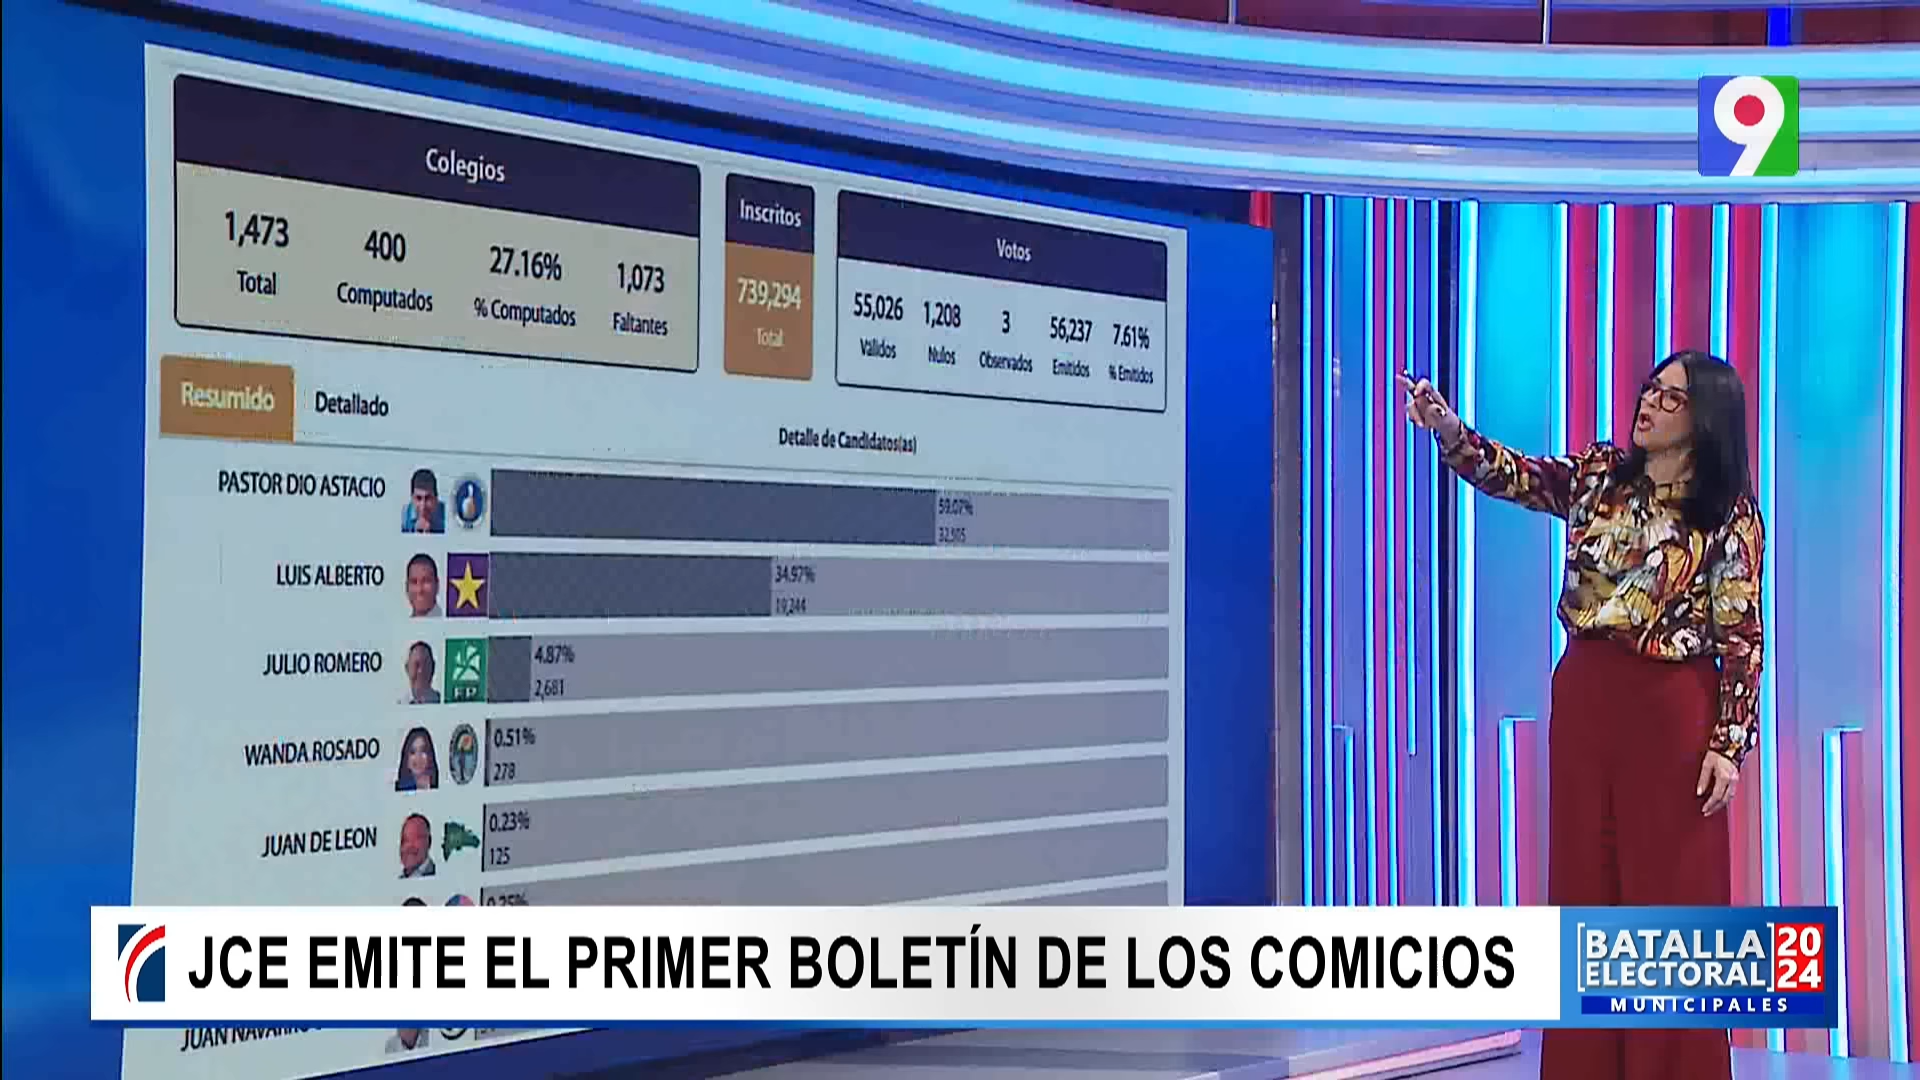 9
Colegios
1,473 400 27.16% 1,073
Total Computados % Computados Faltantes
Inscritos
739,294
Total
Votos
55,026 1,208 3 56,237 7.61%
Válidos Nulos Observados Emitidos % Emitidos
Resumido Detallado
Detalle de Candidatos(as)
PASTOR DIO ASTACIO 59.07%
LUIS ALBERTO 34.97%
19,244
JULIO ROMERO 4.87%
FP 2,681
WANDA ROSADO 0.51%
278
JUAN DE LEON 0.23%
125
JCE EMITE EL PRIMER BOLETÍN DE LOS COMICIOS
[BATALLA ELECTORAL] 2024
MUNICIPALES
JUAN